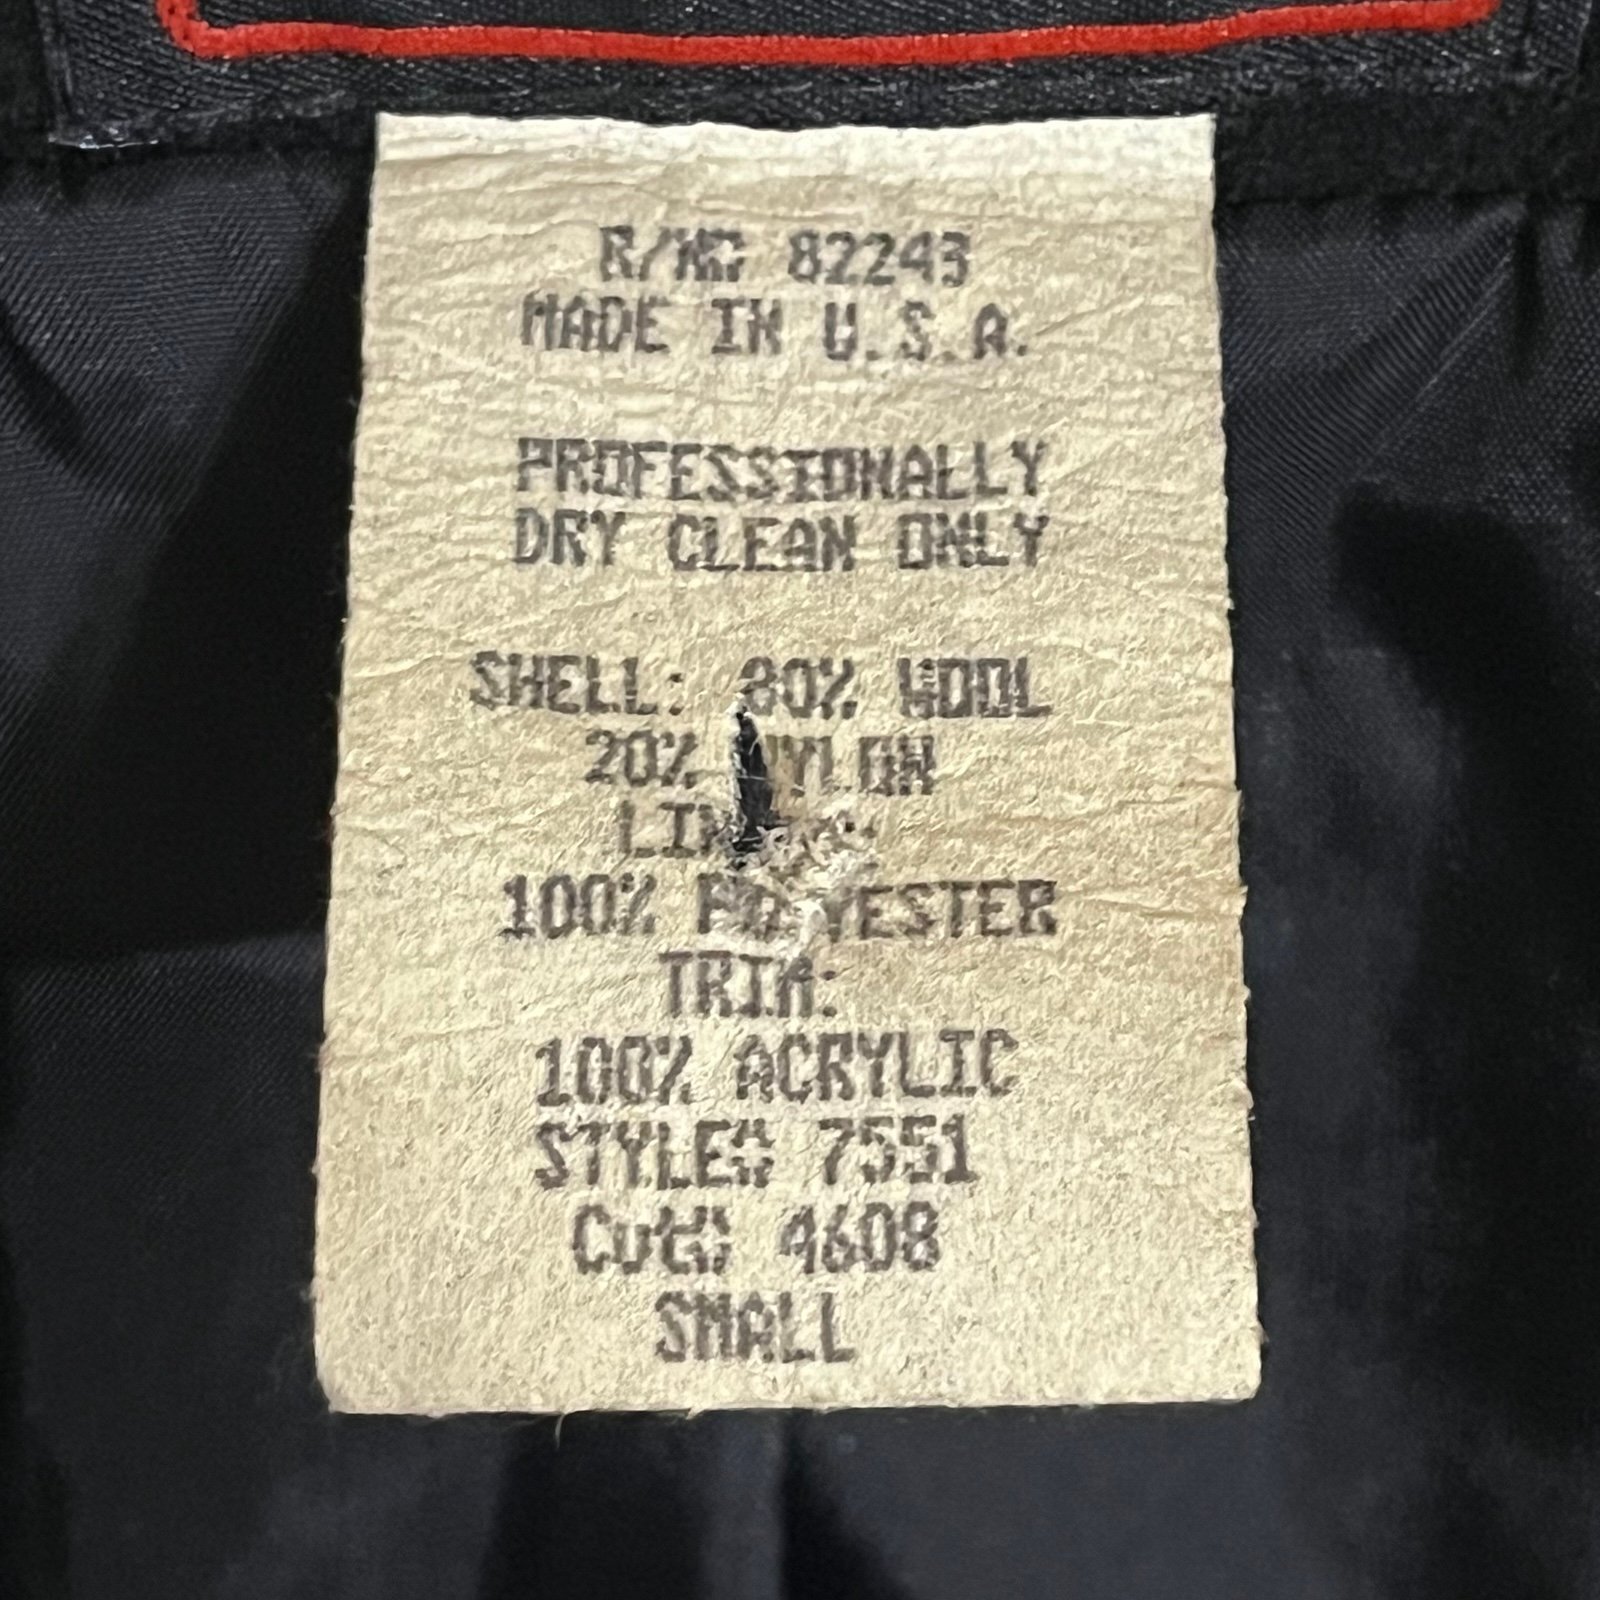 R/N# 82243
MADE IN U.S.A.
PROFESSIONALLY
DRY CLEAN ONLY
SHELL: 80% WOOL
20% NYLON
LINING:
100% POLYESTER
TRIM:
100% ACRYLIC
STYLE# 7551
Cut# 4608
SMALL